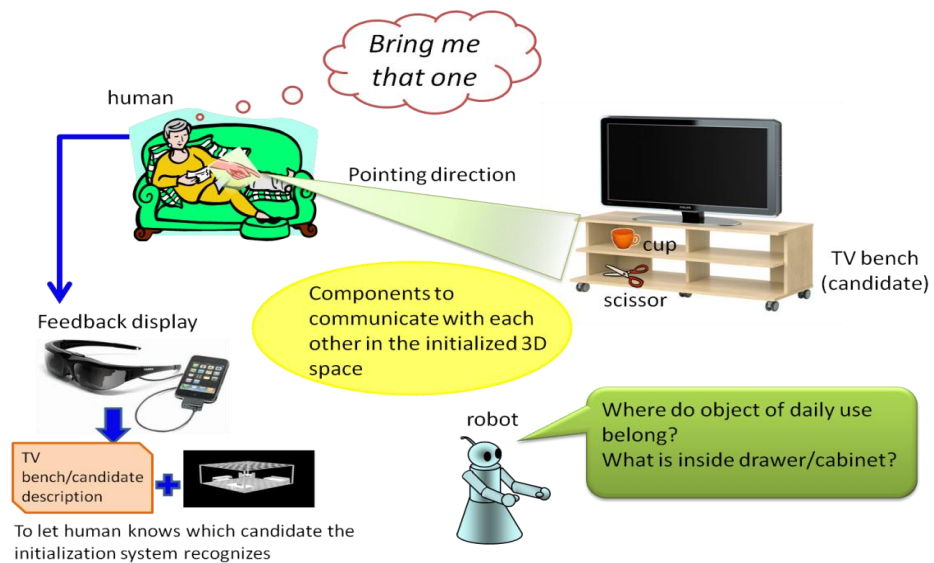 Bring me
that one
human
Pointing direction
cup
scissor
TV bench
(candidate)
Components to
communicate with each
other in the initialized 3D
space
Feedback display
TV
bench/candidate
description
To let human knows which candidate the
initialization system recognizes
robot
Where do object of daily use
belong?
What is inside drawer/cabinet?